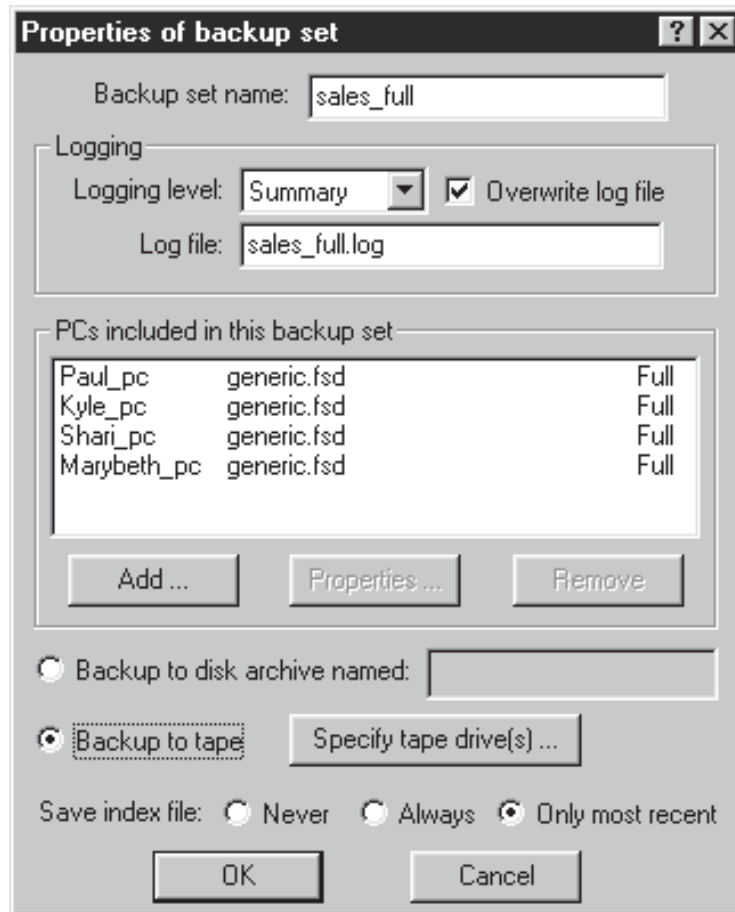 Properties of backup set
Backup set name: sales_full
Logging
Logging level: Summary Overwrite log file
Log file: sales_full.log
PCs included in this backup set
Paul_pc generic.fsd Full
Kyle_pc generic.fsd Full
Shari_pc generic.fsd Full
Marybeth_pc generic.fsd Full
Add ... Properties ... Remove
Backup to disk archive named:
Backup to tape Specify tape drive(s) ...
Save index file: Never Always Only most recent
OK Cancel